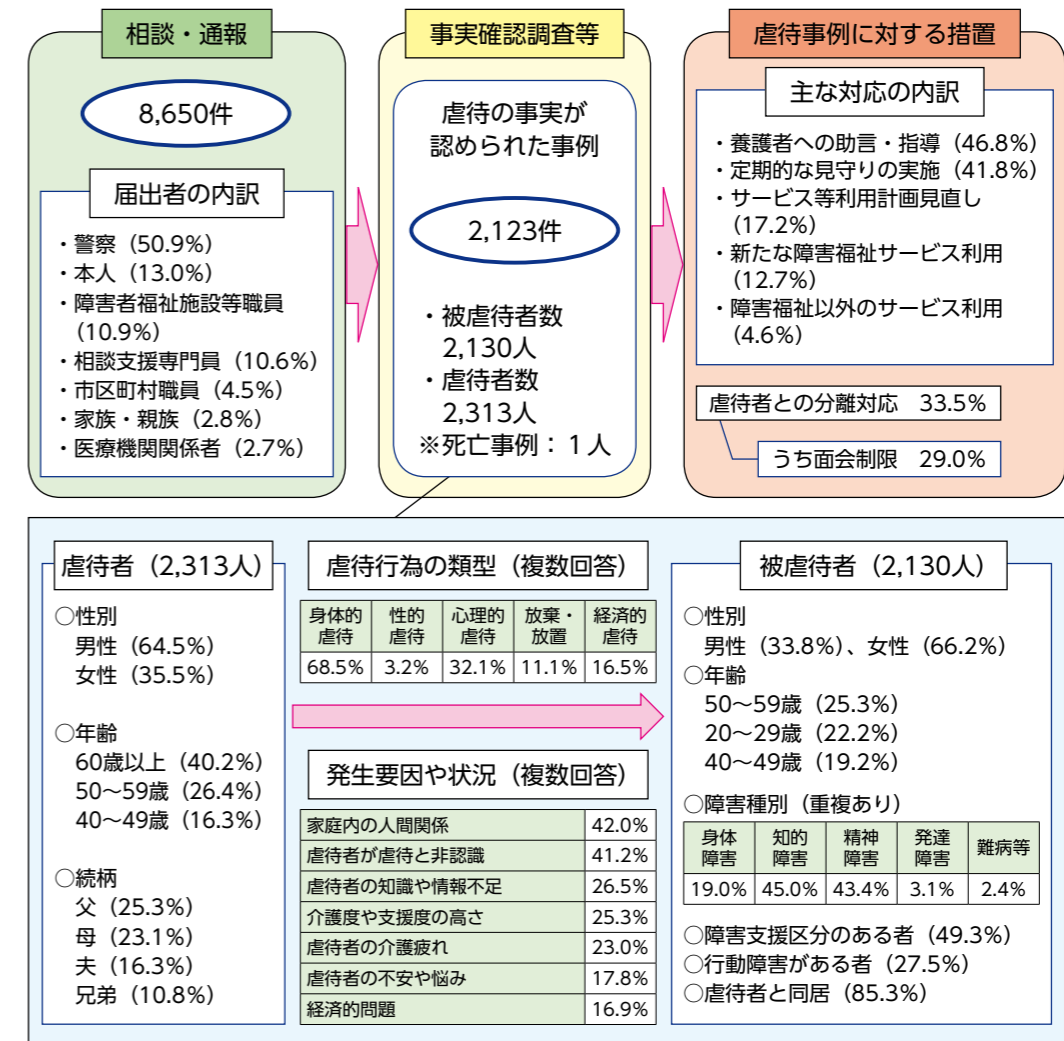 相談・通報
8,650件
届出者の内訳
・警察（50.9%）
・本人（13.0%）
・障害者福祉施設等職員
（10.9%）
・相談支援専門員（10.6%）
・市区町村職員（4.5%）
・家族・親族（2.8%）
・医療機関関係者（2.7%）
事実確認調査等
虐待の事実が
認められた事例
2,123件
・被虐待者数
2,130人
・虐待者数
2,313人
※死亡事例：１人
虐待事例に対する措置
主な対応の内訳
・養護者への助言・指導（46.8%）
・定期的な見守りの実施（41.8%）
・サービス等利用計画見直し
（17.2%）
・新たな障害福祉サービス利用
（12.7%）
・障害福祉以外のサービス利用
（4.6%）
虐待者との分離対応　33.5%
うち面会制限　29.0%
虐待者（2,313人）
○性別
男性（64.5%）
女性（35.5%）
○年齢
60歳以上（40.2%）
50～59歳（26.4%）
40～49歳（16.3%）
○続柄
父（25.3%）
母（23.1%）
夫（16.3%）
兄弟（10.8%）
虐待行為の類型（複数回答）
身体的虐待 性的虐待 心理的虐待 放棄・放置 経済的虐待
68.5% 3.2% 32.1% 11.1% 16.5%
発生要因や状況（複数回答）
家庭内の人間関係 42.0%
虐待者が虐待と非認識 41.2%
虐待者の知識や情報不足 26.5%
介護度や支援度の高さ 25.3%
虐待者の介護疲れ 23.0%
虐待者の不安や悩み 17.8%
経済的問題 16.9%
被虐待者（2,130人）
○性別
男性（33.8%）、女性（66.2%）
○年齢
50～59歳（25.3%）
20～29歳（22.2%）
40～49歳（19.2%）
○障害種別（重複あり）
身体障害 知的障害 精神障害 発達障害 難病等
19.0% 45.0% 43.4% 3.1% 2.4%
○障害支援区分のある者（49.3%）
○行動障害がある者（27.5%）
○虐待者と同居（85.3%）